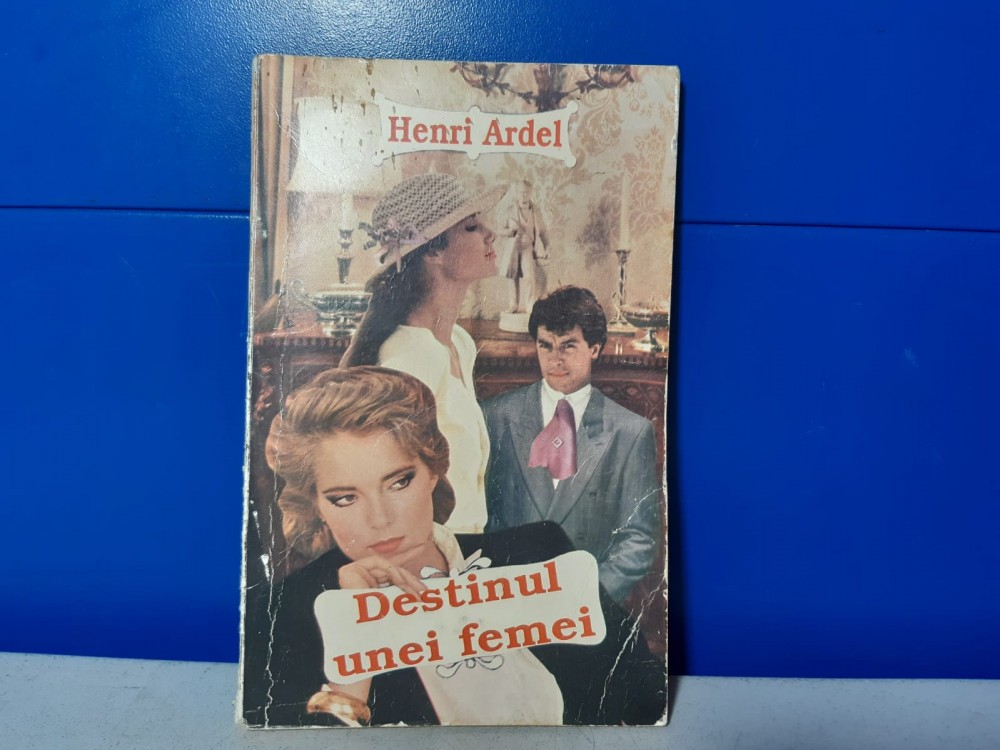 Henri Ardel
Destinul
unei femei